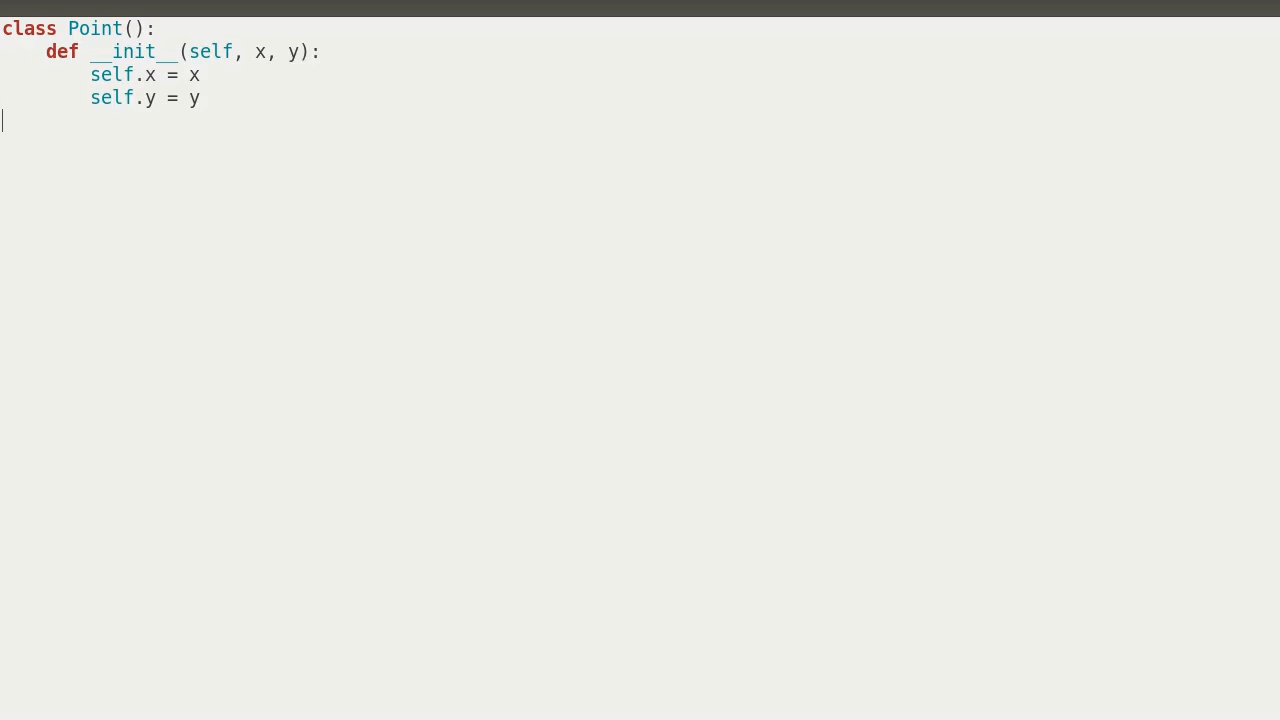 class Point():
    def __init__(self, x, y):
        self.x = x
        self.y = y